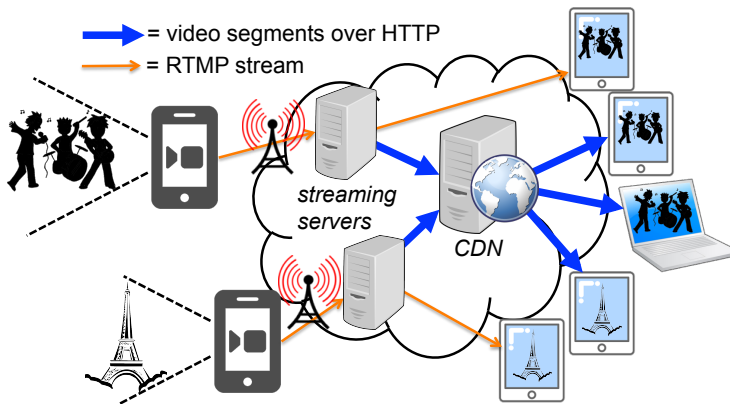 = video segments over HTTP
= RTMP stream
streaming
servers
CDN